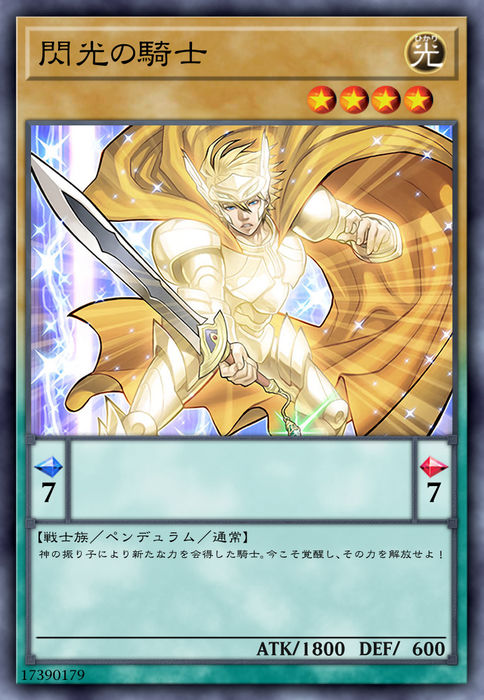 閃光の騎士
ひかり
光
7
7
【戦士族／ペンデュラム／通常】
神の振り子により新たな力を会得した騎士。今こそ覚醒し、その力を解放せよ！
ATK/1800 DEF/ 600
17390179